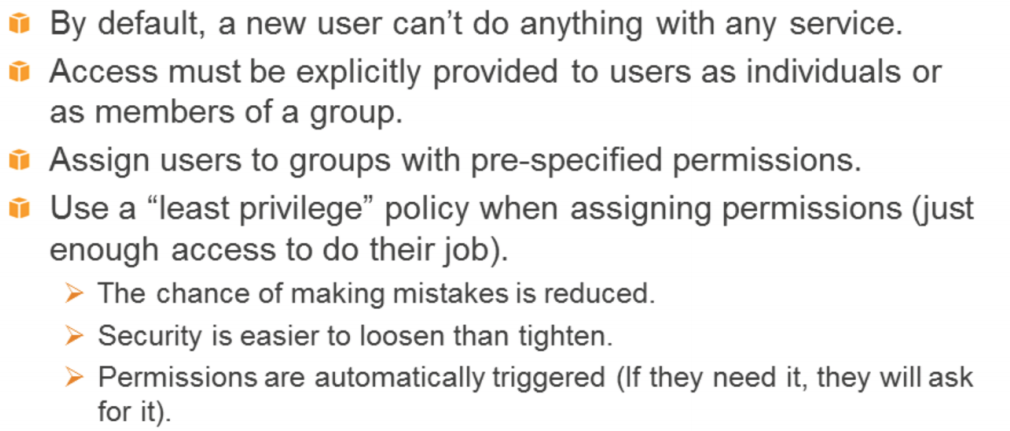 By default, a new user can’t do anything with any service.
Access must be explicitly provided to users as individuals or
as members of a group.
Assign users to groups with pre-specified permissions.
Use a “least privilege” policy when assigning permissions (just
enough access to do their job).
The chance of making mistakes is reduced.
Security is easier to loosen than tighten.
Permissions are automatically triggered (If they need it, they will ask
for it).